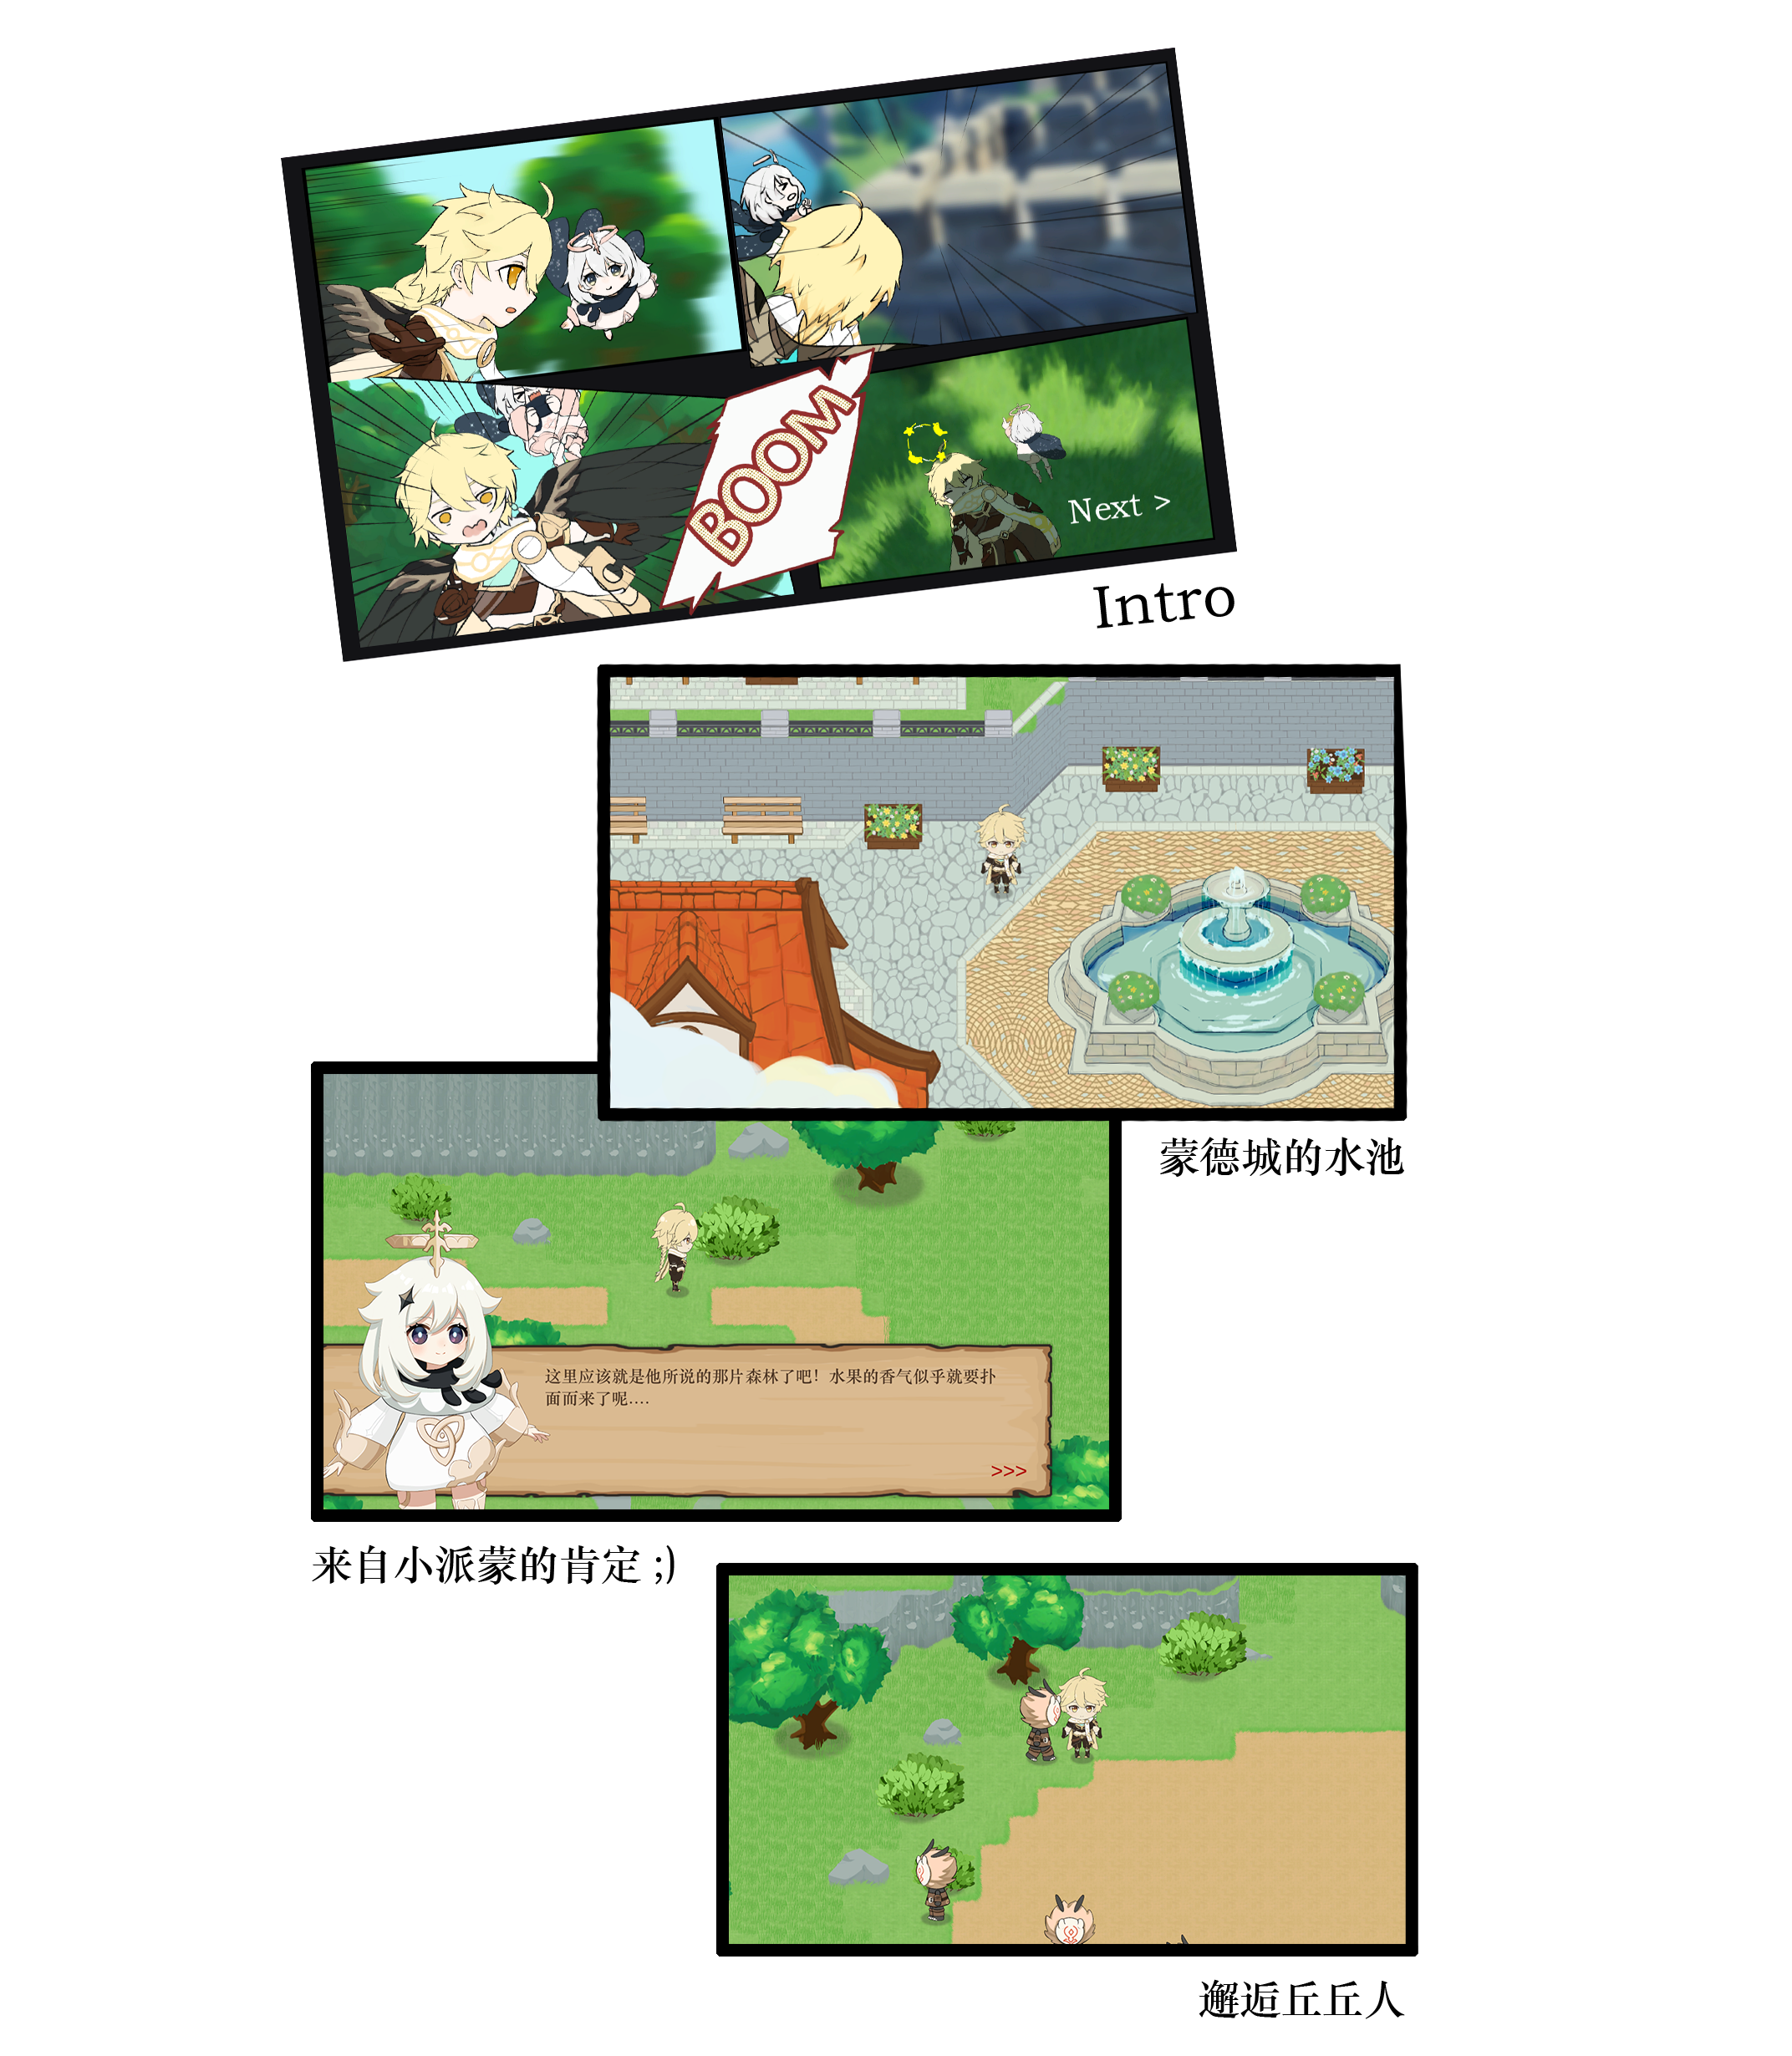 BOOM
Next >
Intro
蒙德城的水池
这里应该就是他所说的那片森林了吧！水果的香气似乎就要扑
面而来了呢....
>>>
来自小派蒙的肯定 ;)
邂逅丘丘人